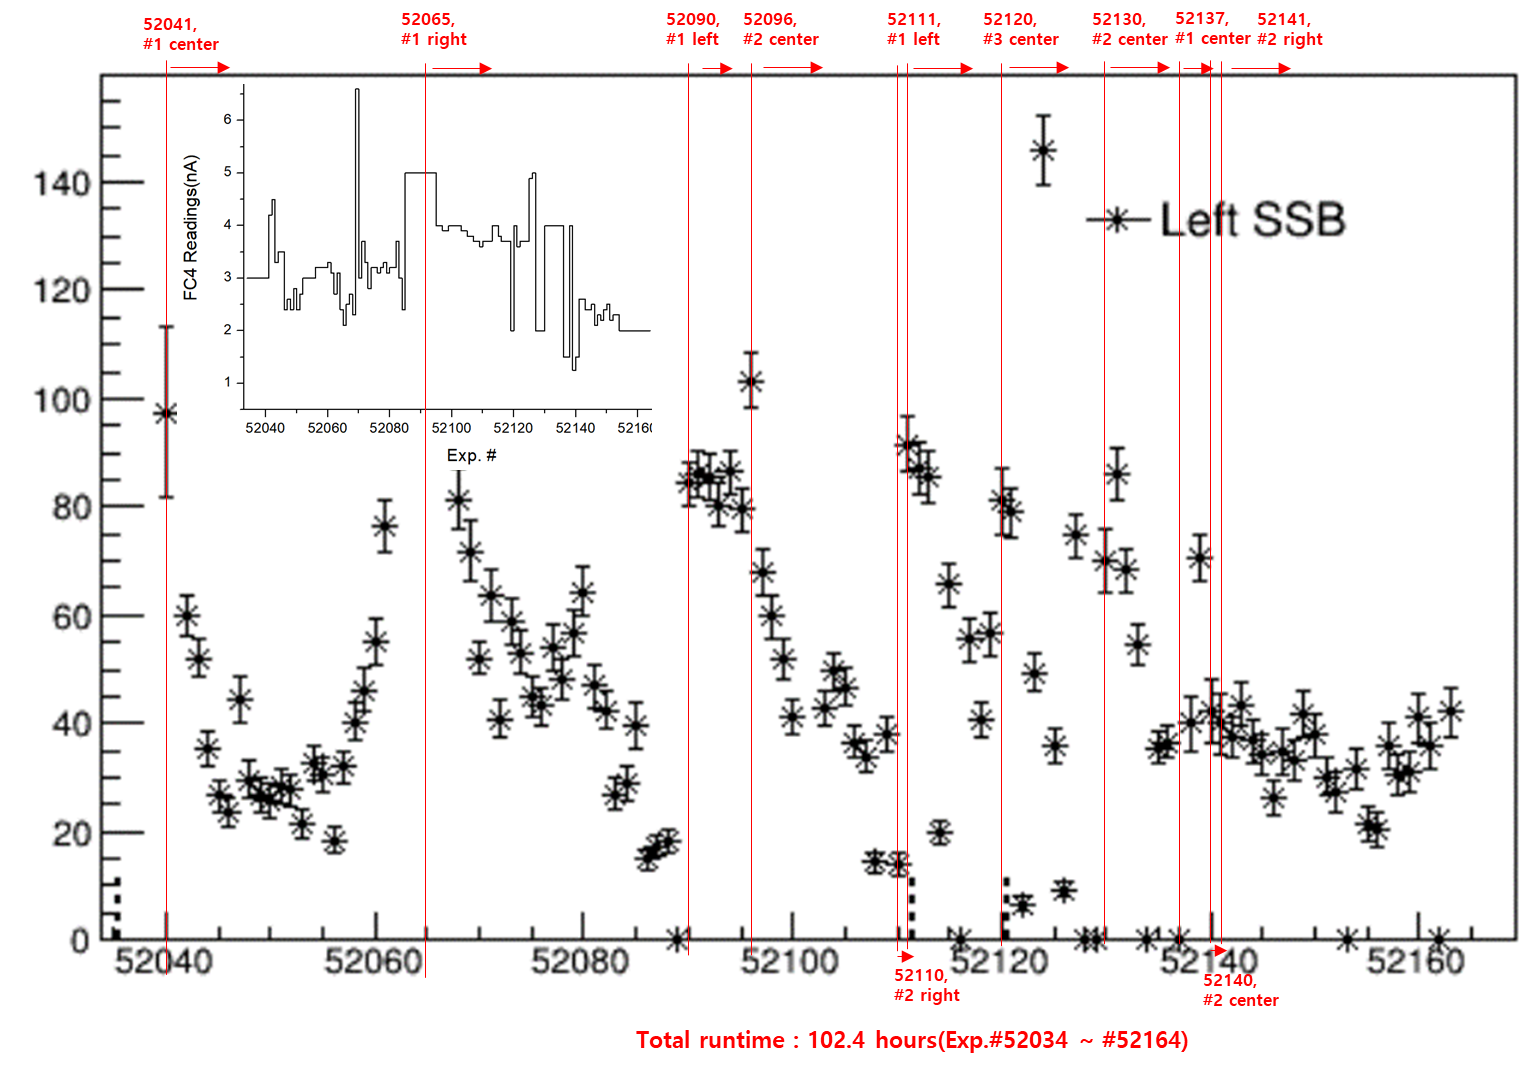 52041,
#1 center
52065,
#1 right
52090,
#1 left
52096,
#2 center
52111,
#1 left
52120,
#3 center
52130,
#2 center
52137,
#1 center
52141,
#2 right
140
120
100
80
60
40
20
0
Left SSB
FC4 Readings(nA)
6
5
4
3
2
1
52040 52060 52080 52100 52120 52140 52160
Exp. #
52040 52060 52080 52100 52120 52140 52160
52110,
#2 right
52140,
#2 center
Total runtime : 102.4 hours(Exp.#52034 ~ #52164)